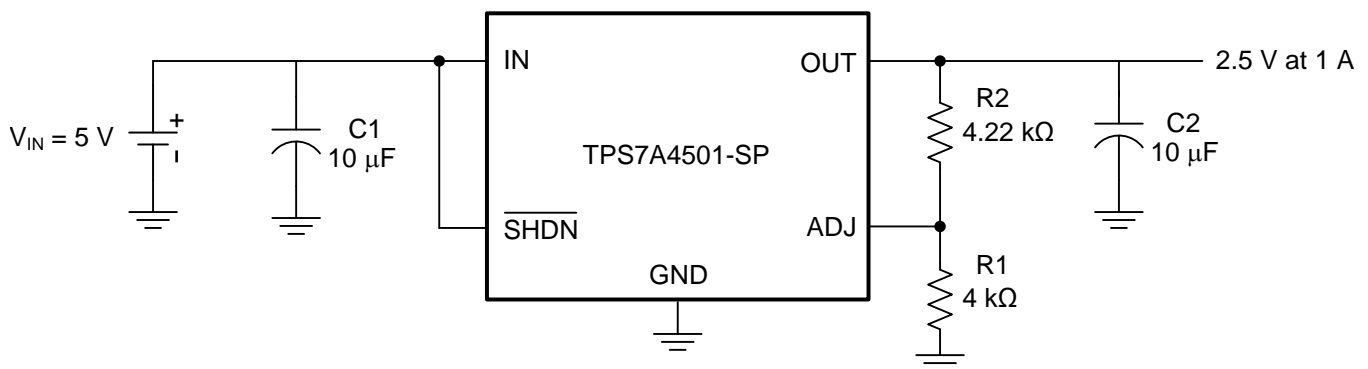 IN
OUT
2.5 V at 1 A
R2
4.22 kΩ
C1
10 μF
C2
10 μF
V_IN = 5 V
+
-
TPS7A4501-SP
SHDN
ADJ
GND
R1
4 kΩ